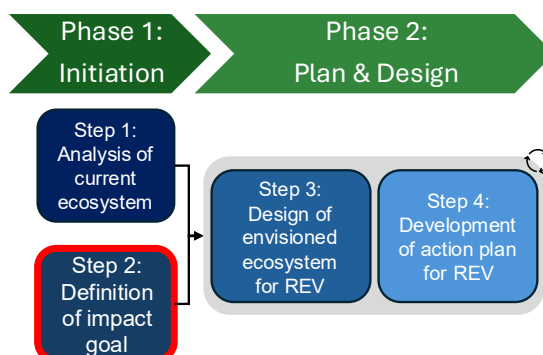 Phase 1:
Initiation
Phase 2:
Plan & Design
Step 1:
Analysis of
current
ecosystem
Step 2:
Definition
of impact
goal
Step 3:
Design of
envisioned
ecosystem
for REV
Step 4:
Development
of action plan
for REV